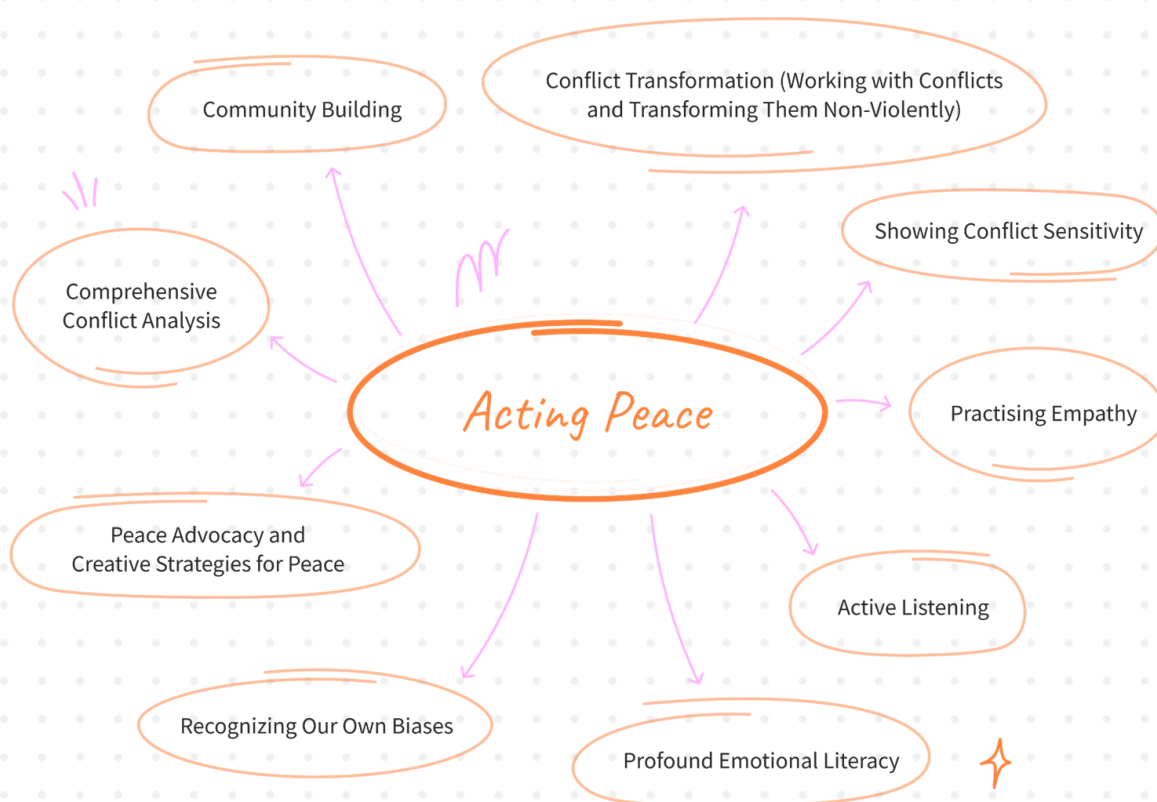 Community Building
Conflict Transformation (Working with Conflicts
and Transforming Them Non-Violently)
Showing Conflict Sensitivity
Comprehensive
Conflict Analysis
Acting Peace
Practising Empathy
Peace Advocacy and
Creative Strategies for Peace
Active Listening
Recognizing Our Own Biases
Profound Emotional Literacy